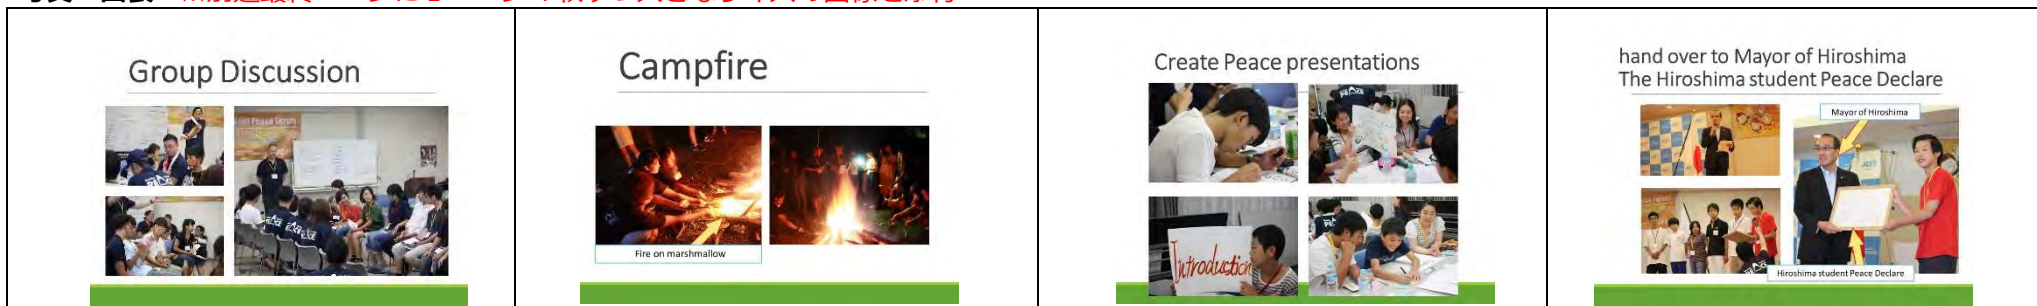 Group Discussion
Campfire
Fire on marshmallow
Create Peace presentations
Introduction
hand over to Mayor of Hiroshima
The Hiroshima student Peace Declare
Mayor of Hiroshima
Hiroshima student Peace Declare